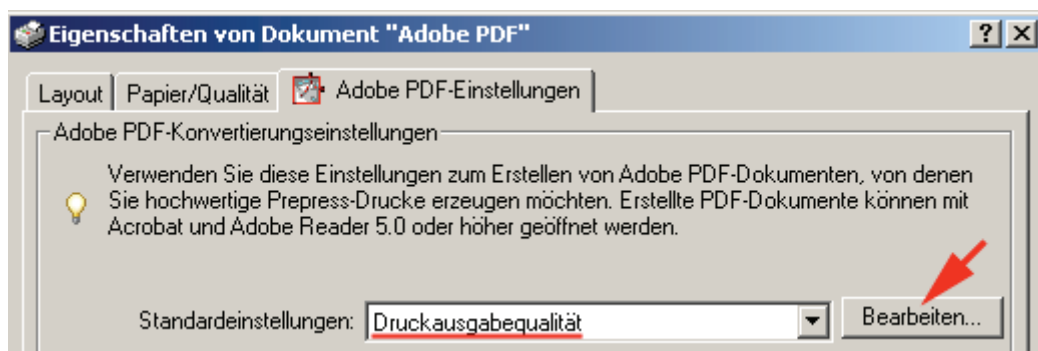 Eigenschaften von Dokument "Adobe PDF"
Layout Papier/Qualität Adobe PDF-Einstellungen
Adobe PDF-Konvertierungseinstellungen
Verwenden Sie diese Einstellungen zum Erstellen von Adobe PDF-Dokumenten, von denen
Sie hochwertige Prepress-Drucke erzeugen möchten. Erstellte PDF-Dokumente können mit
Acrobat und Adobe Reader 5.0 oder höher geöffnet werden.
Standardeinstellungen: Druckausgabequalität Bearbeiten...